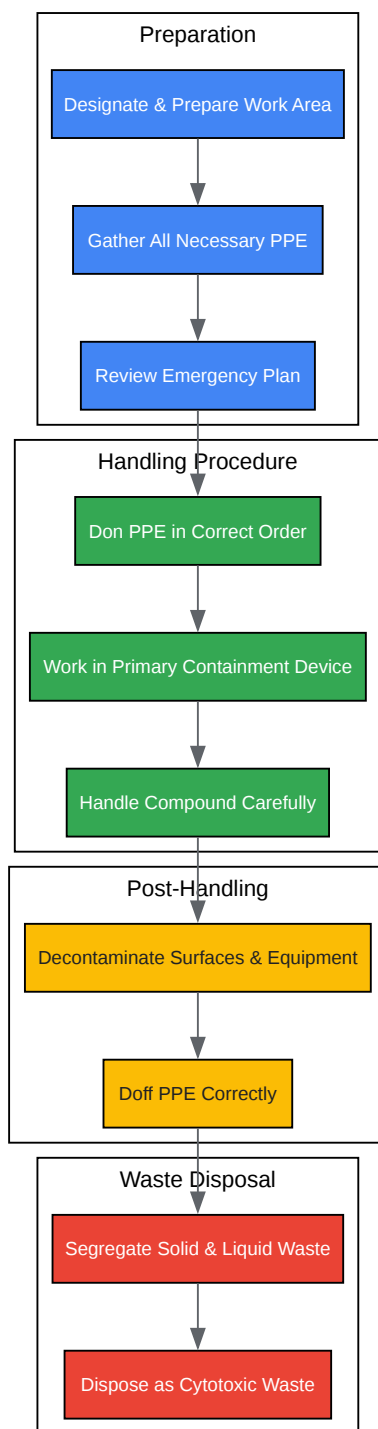 Preparation
Designate & Prepare Work Area
Gather All Necessary PPE
Review Emergency Plan
Handling Procedure
Don PPE in Correct Order
Work in Primary Containment Device
Handle Compound Carefully
Post-Handling
Decontaminate Surfaces & Equipment
Doff PPE Correctly
Waste Disposal
Segregate Solid & Liquid Waste
Dispose as Cytotoxic Waste